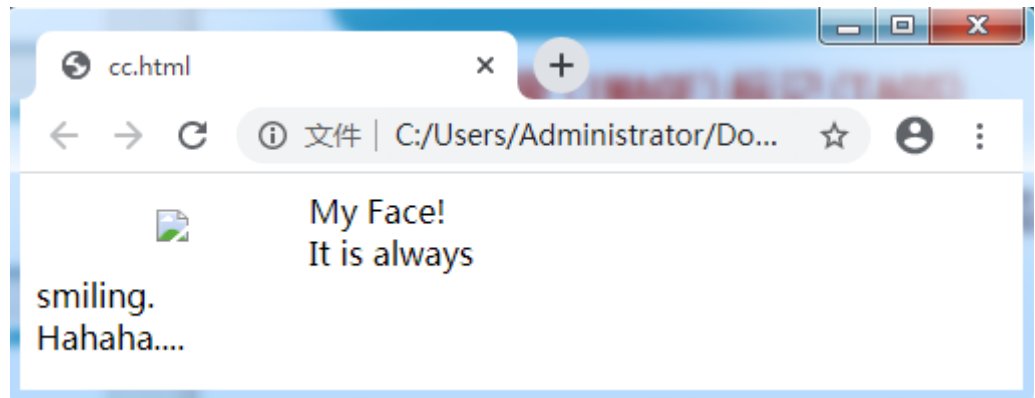 cc.html
文件 | C:/Users/Administrator/Do...
My Face!
It is always
smiling.
Hahaha....